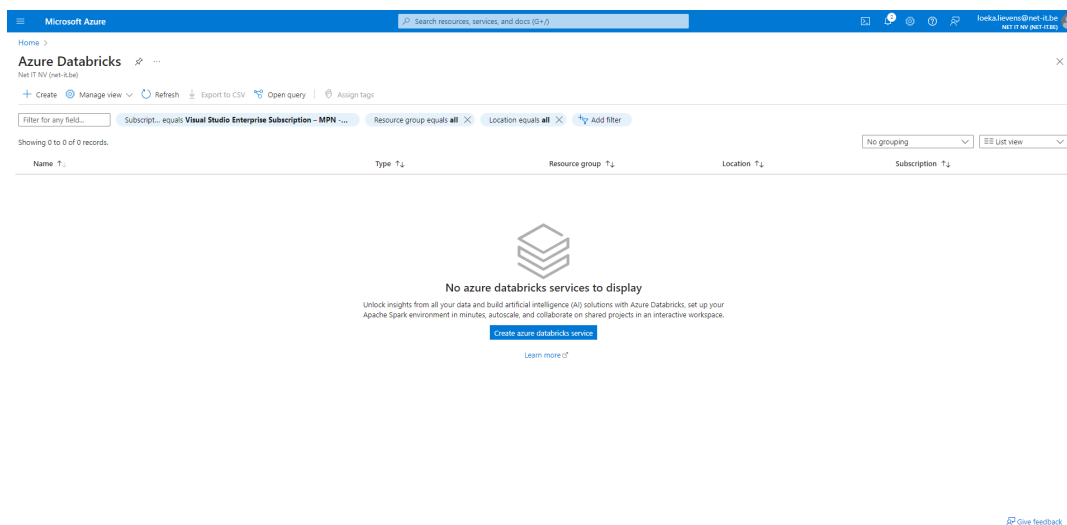 Microsoft Azure
Search resources, services, and docs (G+/)
loeka.lievens@net-it.be
NET IT NV (NET-IT.BE)
Home >
Azure Databricks
Net IT NV (net-it.be)
Create Manage view Refresh Export to CSV Open query Assign tags
Filter for any field... Subscript... equals Visual Studio Enterprise Subscription – MPN -... Resource group equals all Location equals all Add filter
Showing 0 to 0 of 0 records. No grouping List view
Name Type Resource group Location Subscription
No azure databricks services to display
Unlock insights from all your data and build artificial intelligence (AI) solutions with Azure Databricks, set up your
Apache Spark environment in minutes, autoscale, and collaborate on shared projects in an interactive workspace.
Create azure databricks service
Learn more
Give feedback